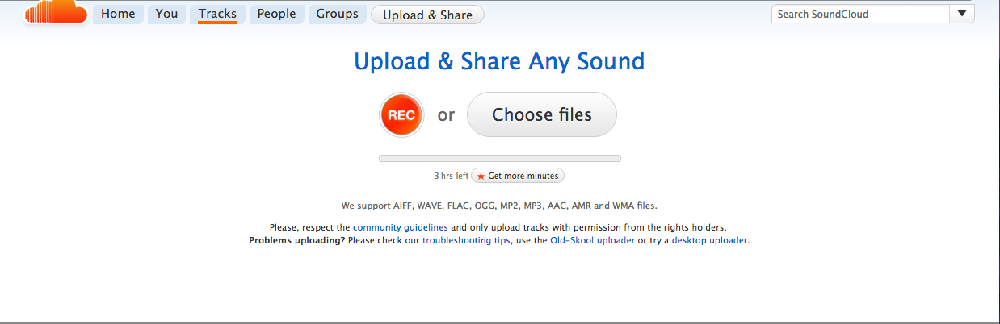 Home You Tracks People Groups Upload & Share Search SoundCloud
Upload & Share Any Sound
REC or Choose files
3 hrs left Get more minutes
We support AIFF, WAVE, FLAC, OGG, MP2, MP3, AAC, AMR and WMA files.
Please, respect the community guidelines and only upload tracks with permission from the rights holders.
Problems uploading? Please check our troubleshooting tips, use the Old-Skool uploader or try a desktop uploader.